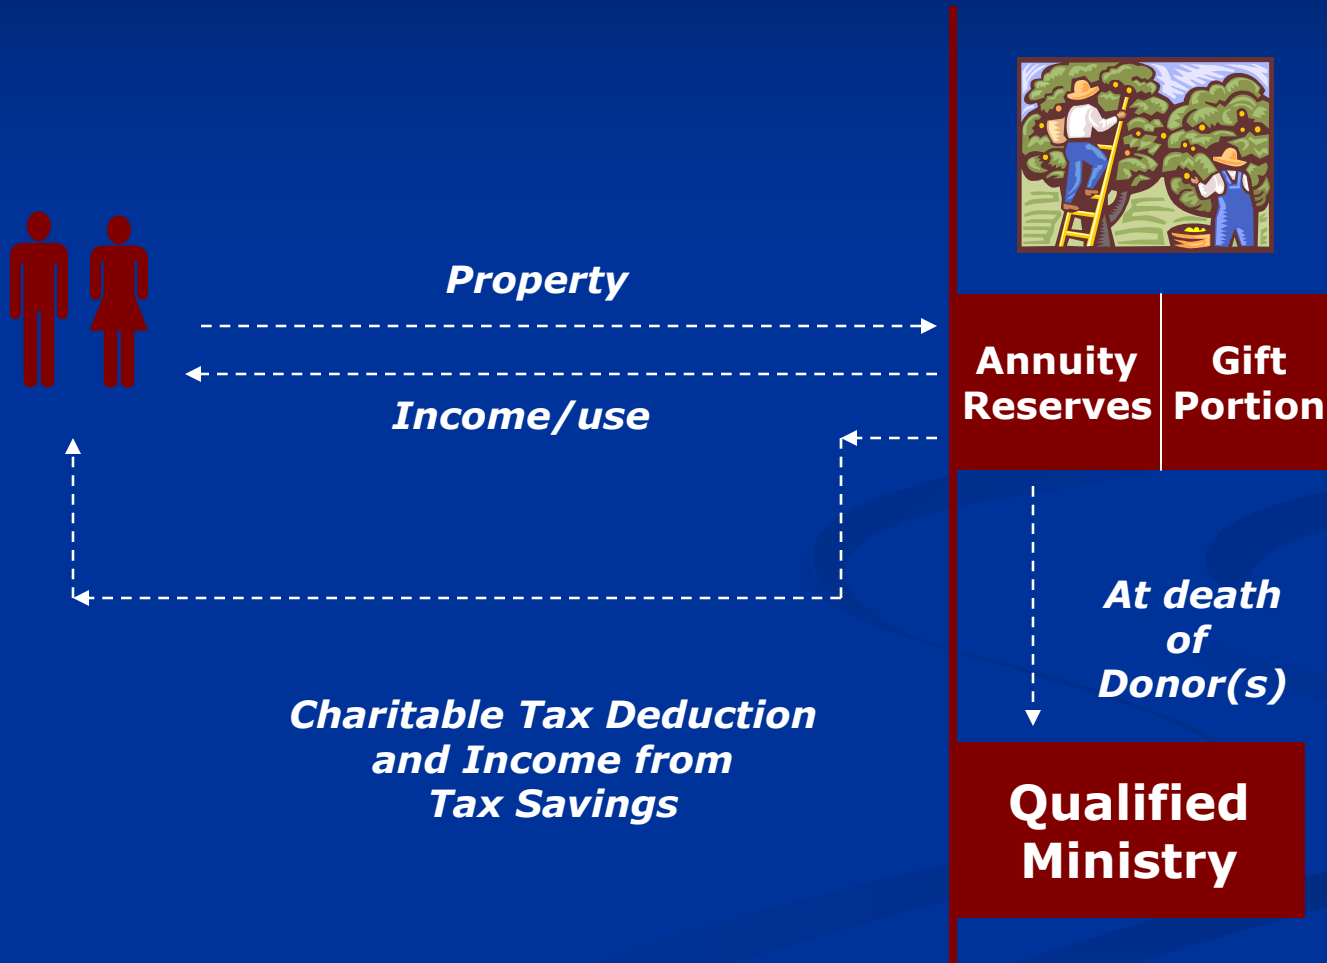 Property
Income/use
Annuity
Reserves
Gift
Portion
At death
of
Donor(s)
Charitable Tax Deduction
and Income from
Tax Savings
Qualified
Ministry